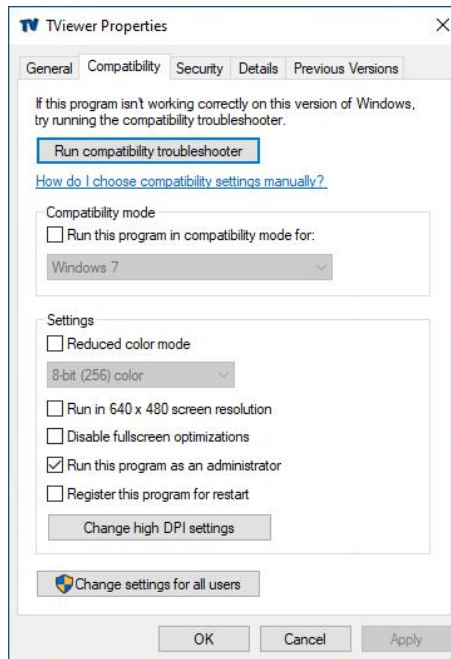 TV TViewer Properties
General Compatibility Security Details Previous Versions
If this program isn't working correctly on this version of Windows,
try running the compatibility troubleshooter.
Run compatibility troubleshooter
How do I choose compatibility settings manually?
Compatibility mode
Run this program in compatibility mode for:
Windows 7
Settings
Reduced color mode
8-bit (256) color
Run in 640 x 480 screen resolution
Disable fullscreen optimizations
Run this program as an administrator
Register this program for restart
Change high DPI settings
Change settings for all users
OK Cancel Apply